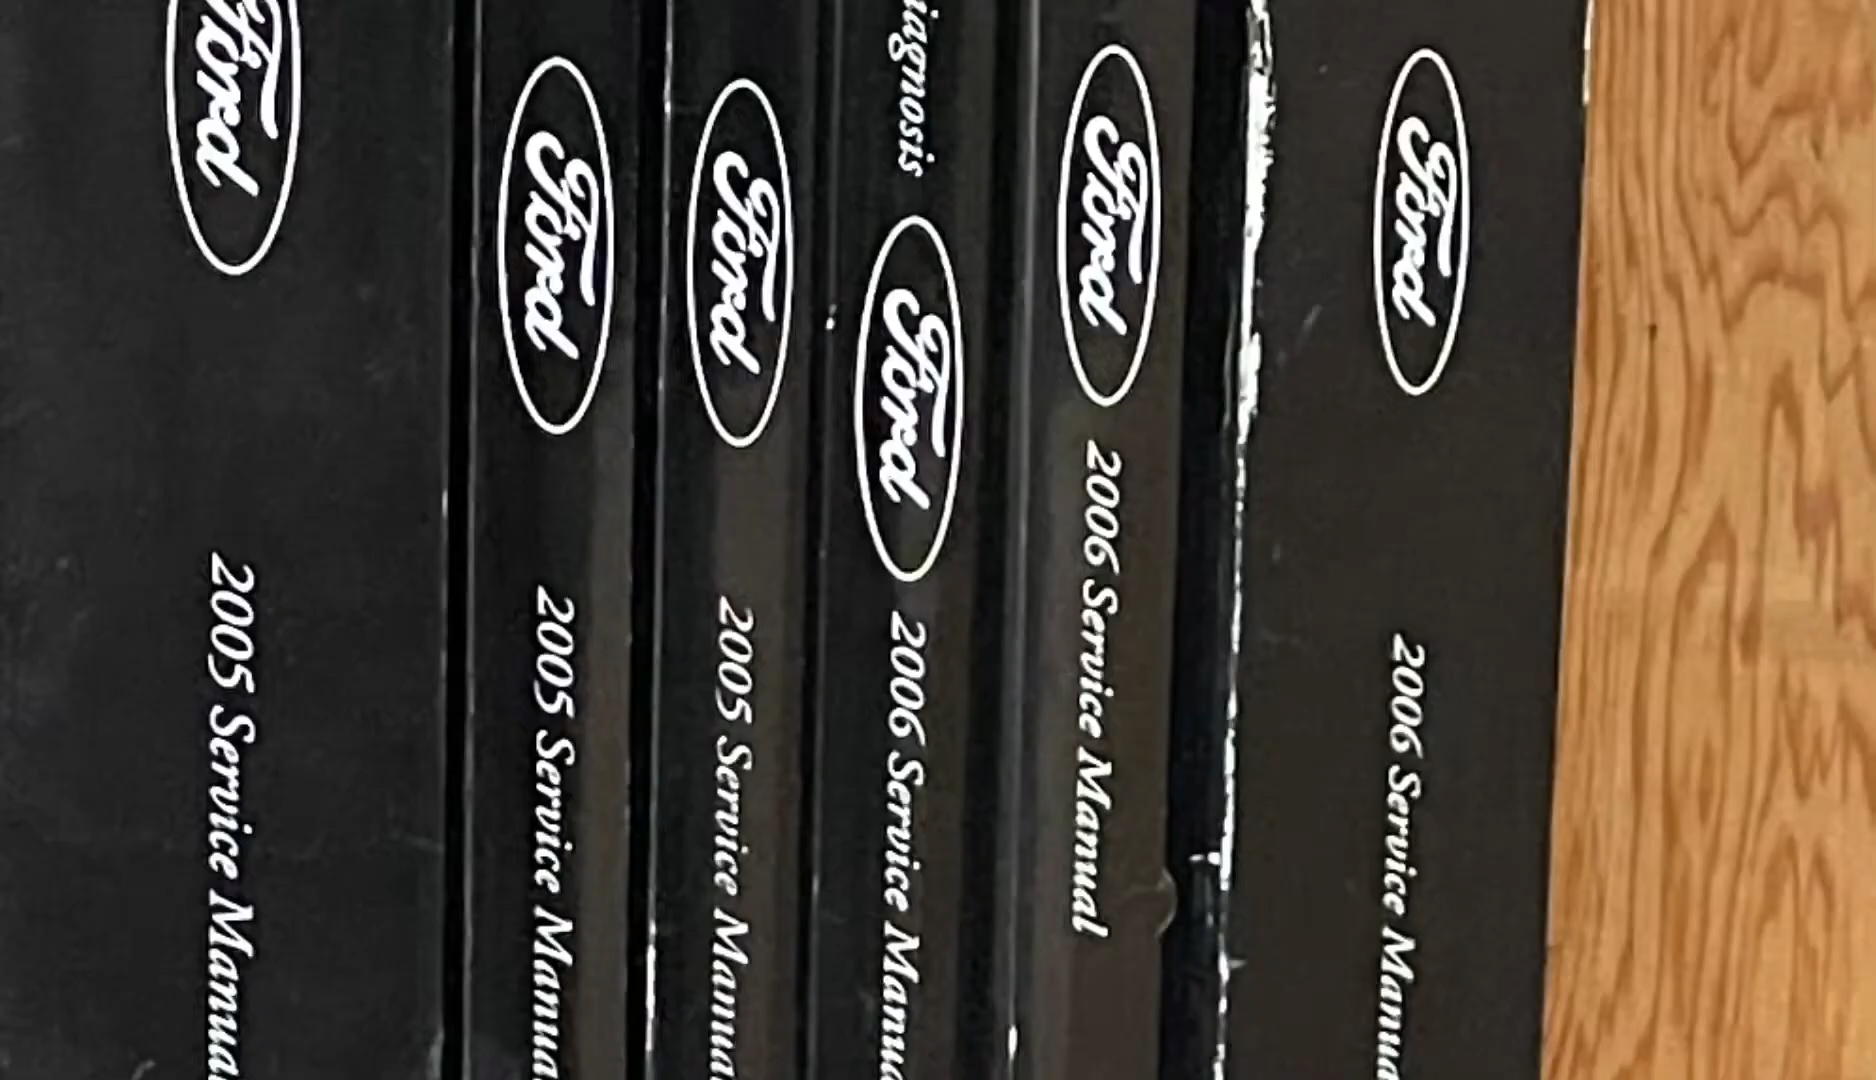 Ford 2005 Service Manua
Ford 2005 Service Manua
Ford 2005 Service Manua
iagnosis Ford 2006 Service Manua
Ford 2006 Service Manual
Ford 2006 Service Manua